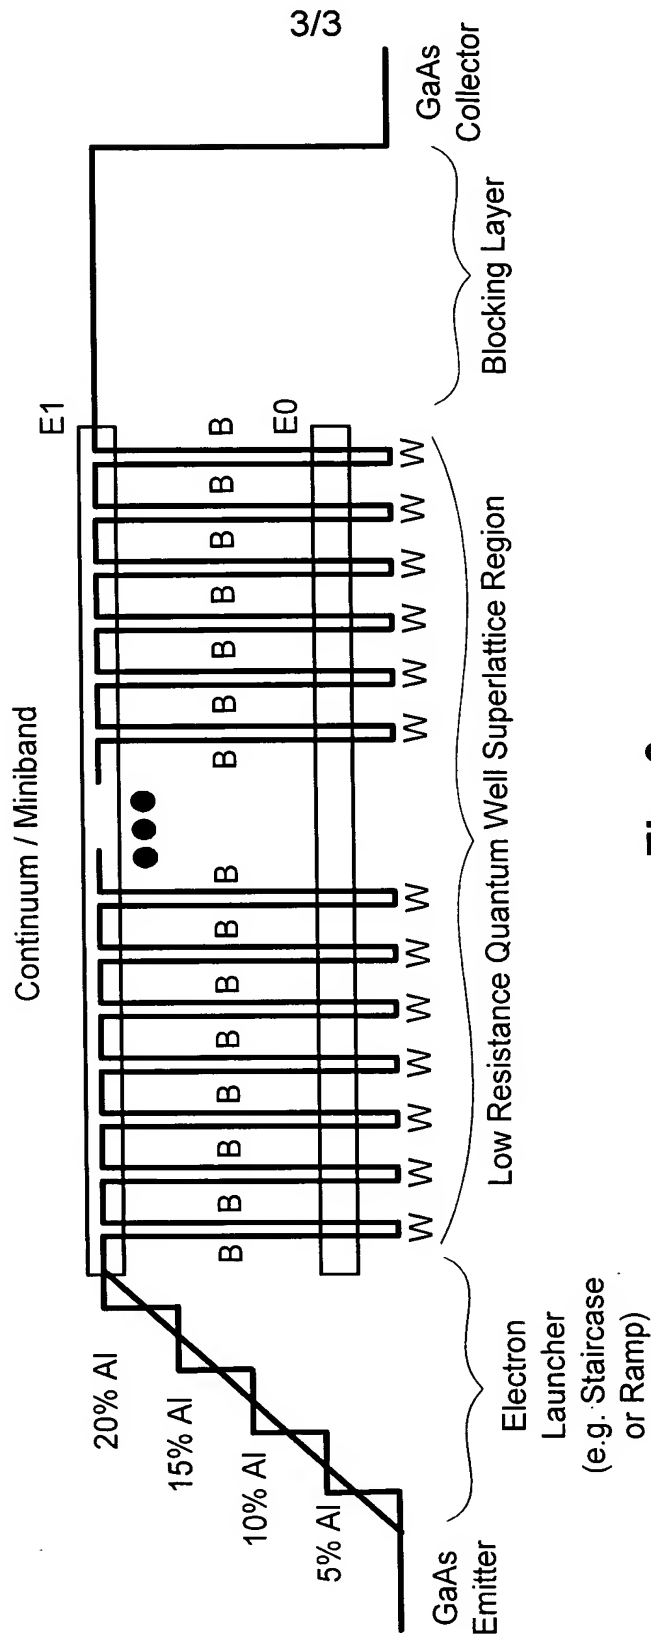 3/3
Continuum / Miniband
E1
20% Al
15% Al
10% Al
5% Al
B B B B B B B B B B B B B B B
E0
W W W W W W W W W W W W W
GaAs
Emitter
Electron
Launcher
(e.g. Staircase
or Ramp)
Low Resistance Quantum Well Superlattice Region
Blocking Layer
GaAs
Collector